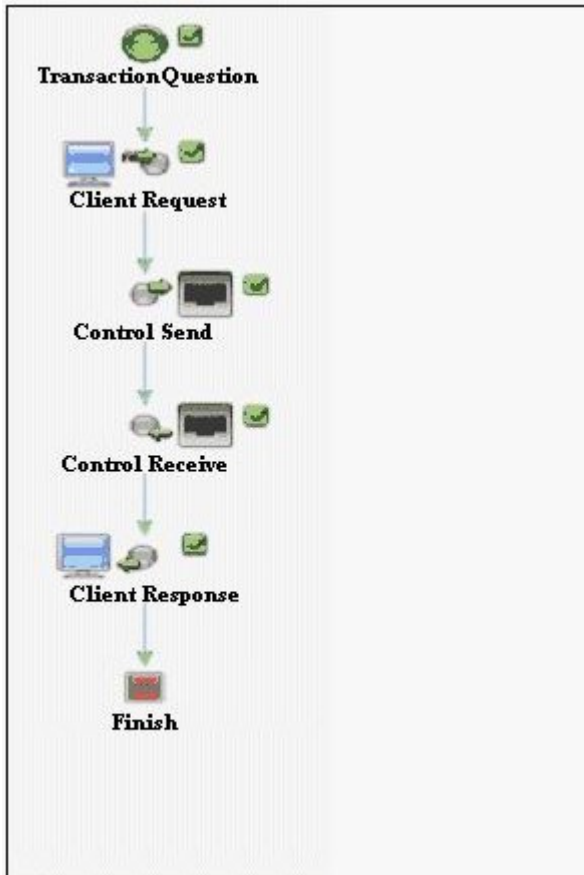 TransactionQuestion
Client Request
Control Send
Control Receive
Client Response
Finish